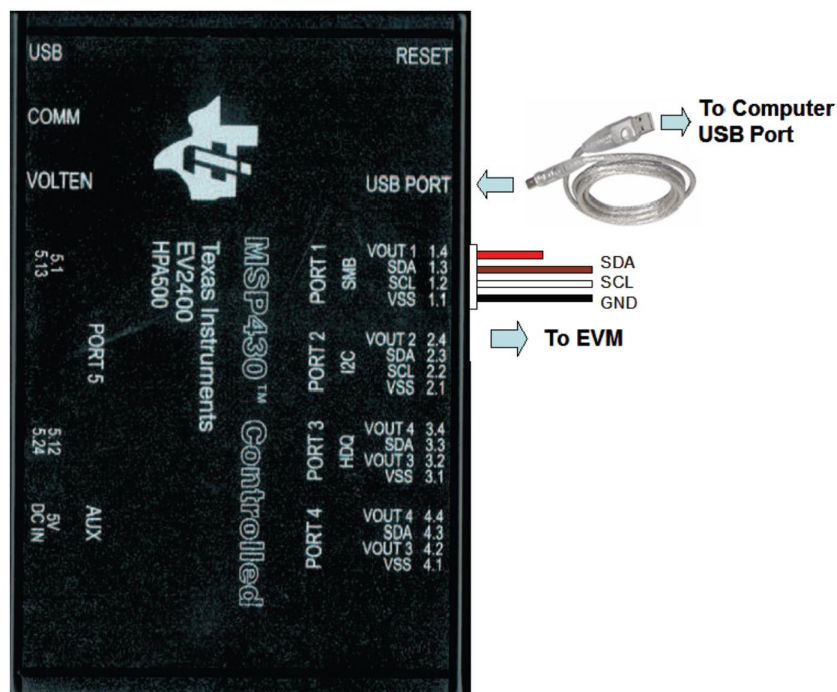 USB
RESET
COMM
VOLTEN
USB PORT
To Computer
USB Port
5.1
5.13
PORT 5
5.12
5.24
AUX
5V
DC IN
Texas Instruments
EV2400
HPA500
MSP430™ Controlled
PORT 1
SMB
VOUT 1 1.4
SDA 1.3
SCL 1.2
VSS 1.1
PORT 2
I2C
VOUT 2 2.4
SDA 2.3
SCL 2.2
VSS 2.1
PORT 3
HDQ
VOUT 4 3.4
SDA 3.3
VOUT 3 3.2
VSS 3.1
PORT 4
VOUT 4 4.4
SDA 4.3
VOUT 3 4.2
VSS 4.1
SDA
SCL
GND
To EVM
ti